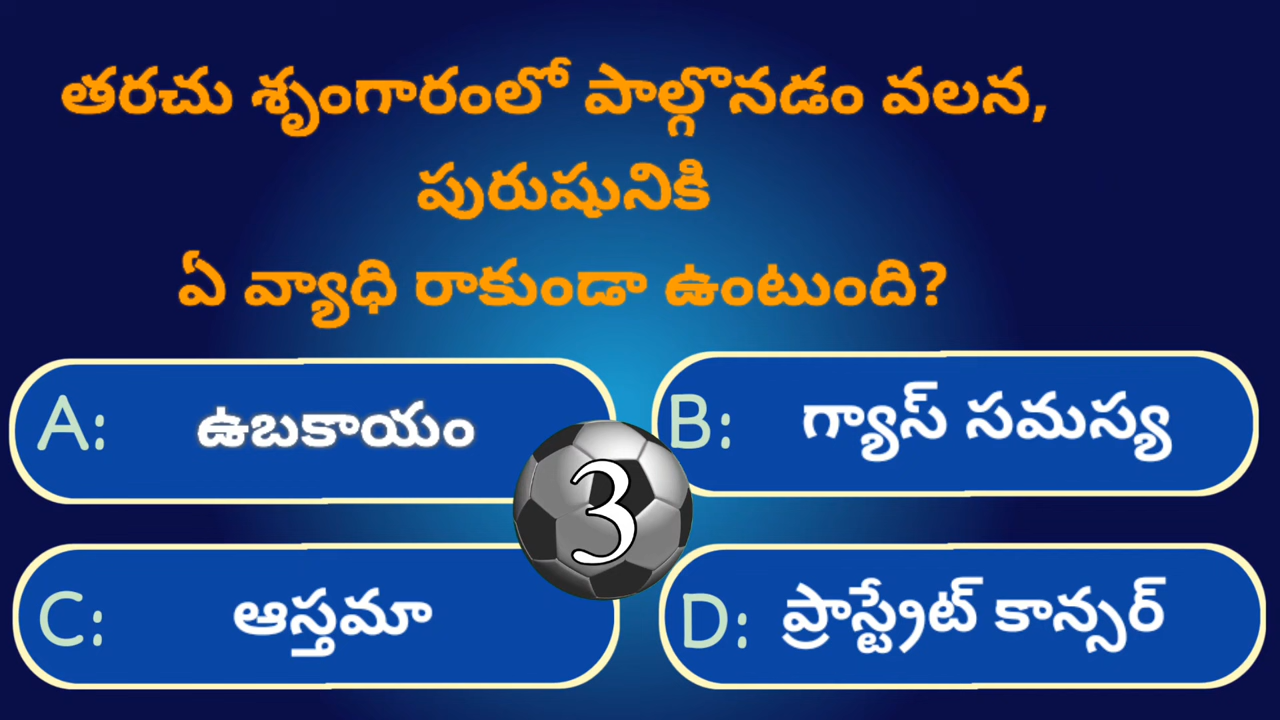 తరచు శృంగారంలో పాల్గొనడం వలన,
పురుషునికి
ఏ వ్యాధి రాకుండా ఉంటుంది?
A: ఉబకాయం
B: గ్యాస్ సమస్య
3
C: ఆస్తమా
D: ప్రాస్ట్రేట్ కాన్సర్